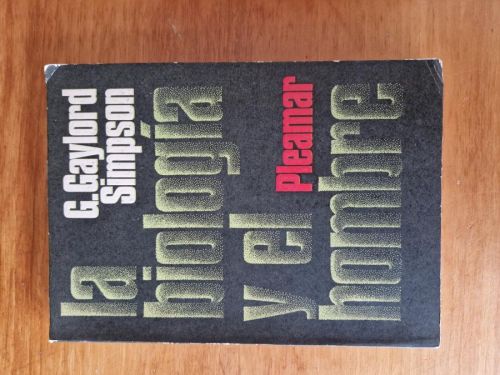 G.Gaylord
Simpson
la
biología
y el
Pleamar
hombre